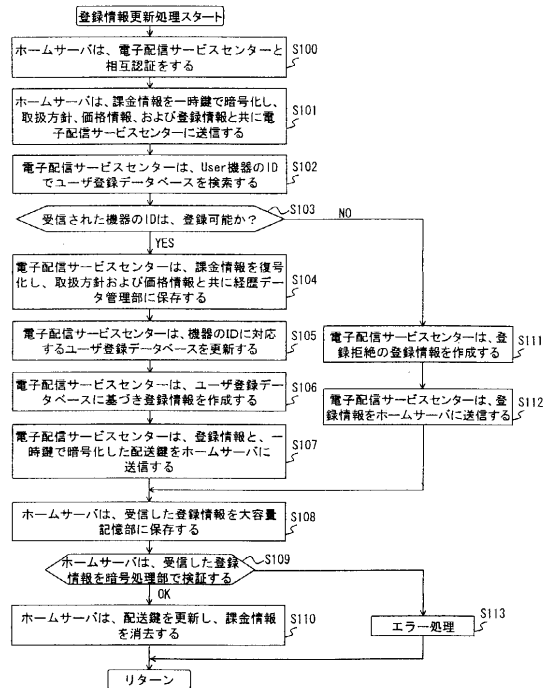 登録情報更新処理スタート
ホームサーバは、電子配信サービスセンターと
相互認証をする
S100
ホームサーバは、課金情報を一時鍵で暗号化し、
取扱方針、価格情報、および登録情報と共に電
子配信サービスセンターに送信する
S101
電子配信サービスセンターは、User機器のID
でユーザ登録データベースを検索する
S102
受信された機器のIDは、登録可能か?
S103
NO
YES
電子配信サービスセンターは、課金情報を復号
化し、取扱方針および価格情報と共に経歴デー
タ管理部に保存する
S104
電子配信サービスセンターは、機器のIDに対応
するユーザ登録データベースを更新する
S105
電子配信サービスセンターは、登
録拒絶の登録情報を作成する
S111
電子配信サービスセンターは、ユーザ登録デー
タベースに基づき登録情報を作成する
S106
電子配信サービスセンターは、登
録情報をホームサーバに送信する
S112
電子配信サービスセンターは、登録情報と、一
時鍵で暗号化した配送鍵をホームサーバに
送信する
S107
ホームサーバは、受信した登録情報を大容量
記憶部に保存する
S108
ホームサーバは、受信した登録
情報を暗号処理部で検証する
S109
OK
ホームサーバは、配送鍵を更新し、課金情報
を消去する
S110
エラー処理
S113
リターン